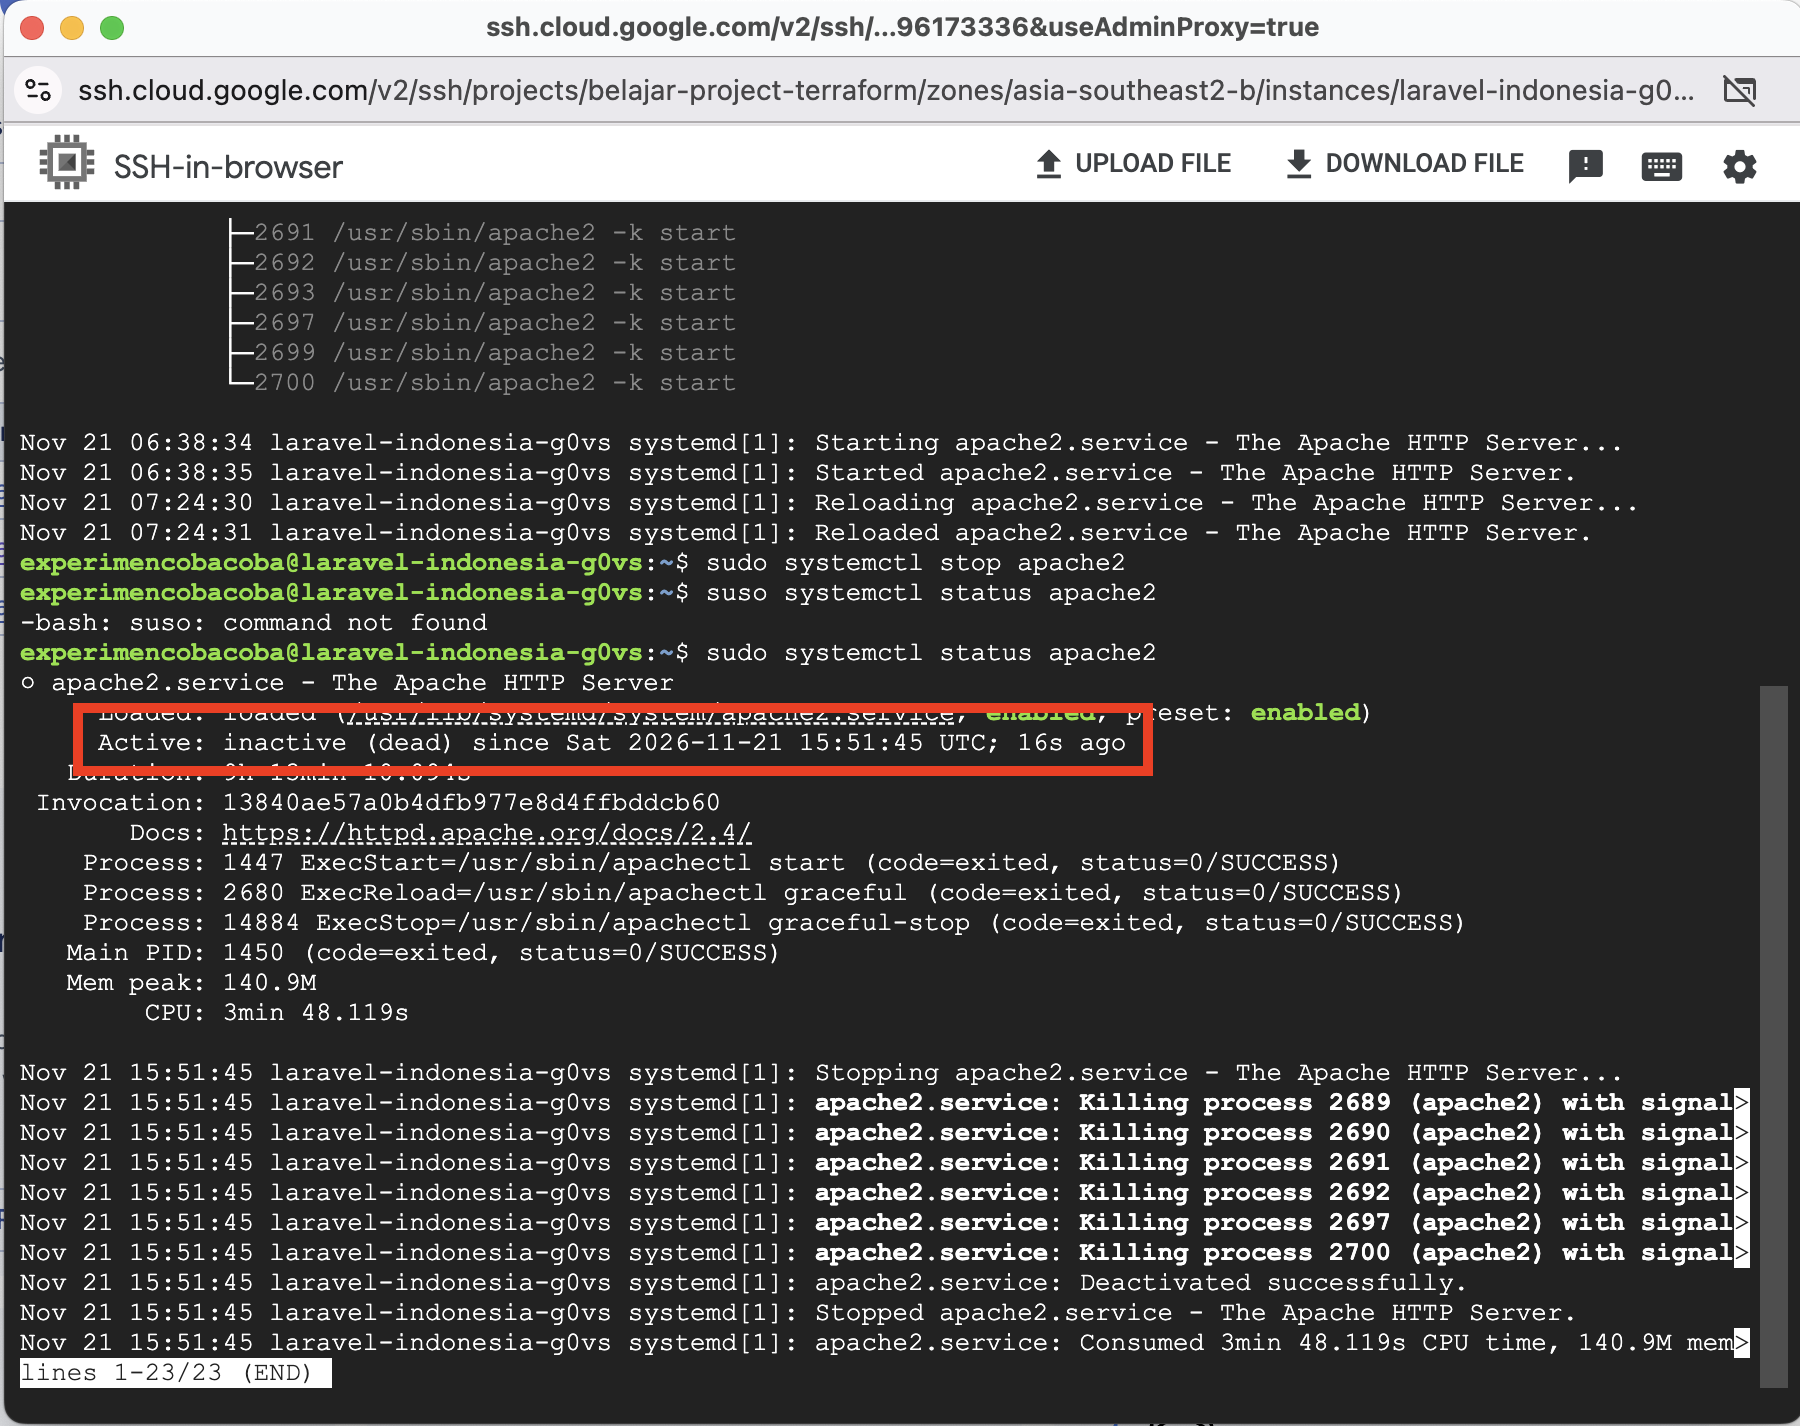 ssh.cloud.google.com/v2/ssh/...96173336&useAdminProxy=true
ssh.cloud.google.com/v2/ssh/projects/belajar-project-terraform/zones/asia-southeast2-b/instances/laravel-indonesia-g0...
SSH-in-browser
UPLOAD FILE
DOWNLOAD FILE
├─2691 /usr/sbin/apache2 -k start
├─2692 /usr/sbin/apache2 -k start
├─2693 /usr/sbin/apache2 -k start
├─2697 /usr/sbin/apache2 -k start
├─2699 /usr/sbin/apache2 -k start
└─2700 /usr/sbin/apache2 -k start
Nov 21 06:38:34 laravel-indonesia-g0vs systemd[1]: Starting apache2.service - The Apache HTTP Server...
Nov 21 06:38:35 laravel-indonesia-g0vs systemd[1]: Started apache2.service - The Apache HTTP Server.
Nov 21 07:24:30 laravel-indonesia-g0vs systemd[1]: Reloading apache2.service - The Apache HTTP Server...
Nov 21 07:24:31 laravel-indonesia-g0vs systemd[1]: Reloaded apache2.service - The Apache HTTP Server.
experimencobacoba@laravel-indonesia-g0vs:~$ sudo systemctl stop apache2
experimencobacoba@laravel-indonesia-g0vs:~$ suso systemctl status apache2
-bash: suso: command not found
experimencobacoba@laravel-indonesia-g0vs:~$ sudo systemctl status apache2
○ apache2.service - The Apache HTTP Server
Loaded: loaded (/usr/lib/systemd/system/apache2.service; enabled; preset: enabled)
Active: inactive (dead) since Sat 2026-11-21 15:51:45 UTC; 16s ago
Duration: 9h 13min 10.094s
Invocation: 13840ae57a0b4dfb977e8d4ffbddcb60
Docs: https://httpd.apache.org/docs/2.4/
Process: 1447 ExecStart=/usr/sbin/apachectl start (code=exited, status=0/SUCCESS)
Process: 2680 ExecReload=/usr/sbin/apachectl graceful (code=exited, status=0/SUCCESS)
Process: 14884 ExecStop=/usr/sbin/apachectl graceful-stop (code=exited, status=0/SUCCESS)
Main PID: 1450 (code=exited, status=0/SUCCESS)
Mem peak: 140.9M
CPU: 3min 48.119s
Nov 21 15:51:45 laravel-indonesia-g0vs systemd[1]: Stopping apache2.service - The Apache HTTP Server...
Nov 21 15:51:45 laravel-indonesia-g0vs systemd[1]: apache2.service: Killing process 2689 (apache2) with signal>
Nov 21 15:51:45 laravel-indonesia-g0vs systemd[1]: apache2.service: Killing process 2690 (apache2) with signal>
Nov 21 15:51:45 laravel-indonesia-g0vs systemd[1]: apache2.service: Killing process 2691 (apache2) with signal>
Nov 21 15:51:45 laravel-indonesia-g0vs systemd[1]: apache2.service: Killing process 2692 (apache2) with signal>
Nov 21 15:51:45 laravel-indonesia-g0vs systemd[1]: apache2.service: Killing process 2697 (apache2) with signal>
Nov 21 15:51:45 laravel-indonesia-g0vs systemd[1]: apache2.service: Killing process 2700 (apache2) with signal>
Nov 21 15:51:45 laravel-indonesia-g0vs systemd[1]: apache2.service: Deactivated successfully.
Nov 21 15:51:45 laravel-indonesia-g0vs systemd[1]: Stopped apache2.service - The Apache HTTP Server.
Nov 21 15:51:45 laravel-indonesia-g0vs systemd[1]: apache2.service: Consumed 3min 48.119s CPU time, 140.9M mem>
lines 1-23/23 (END)